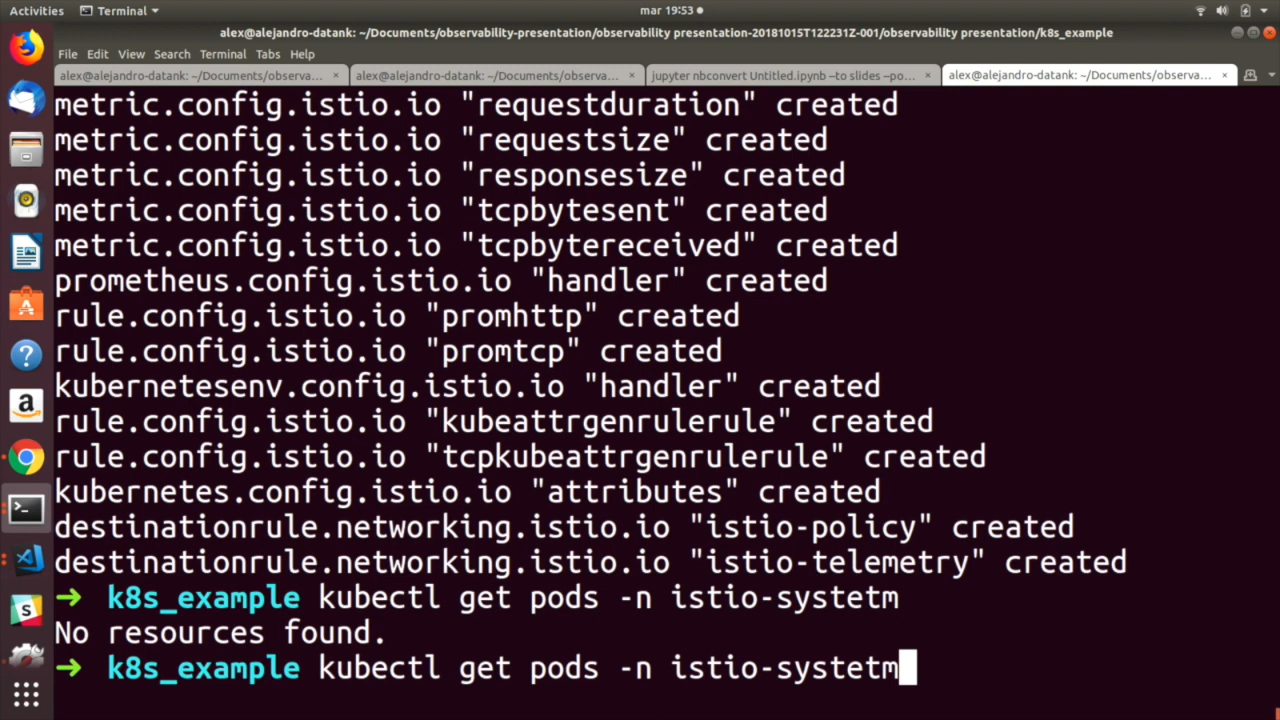 Activities
Terminal
mar 19:53
alex@alejandro-datank: ~/Documents/observability-presentation/observability presentation-20181015T122231Z-001/observability presentation/k8s_example
File Edit View Search Terminal Tabs Help
alex@alejandro-datank: ~/Documents/observa... × alex@alejandro-datank: ~/Documents/observa... × jupyter nbconvert Untitled.ipynb --to slides --po... × alex@alejandro-datank: ~/Documents/observa... ×
metric.config.istio.io "requestduration" created
metric.config.istio.io "requestsize" created
metric.config.istio.io "responsesize" created
metric.config.istio.io "tcpbytesent" created
metric.config.istio.io "tcpbytereceived" created
prometheus.config.istio.io "handler" created
rule.config.istio.io "promhttp" created
rule.config.istio.io "promtcp" created
kubernetesenv.config.istio.io "handler" created
rule.config.istio.io "kubeattrgenrulerule" created
rule.config.istio.io "tcpkubeattrgenrulerule" created
kubernetes.config.istio.io "attributes" created
destinationrule.networking.istio.io "istio-policy" created
destinationrule.networking.istio.io "istio-telemetry" created
➜ k8s_example kubectl get pods -n istio-systetm
No resources found.
➜ k8s_example kubectl get pods -n istio-systetm